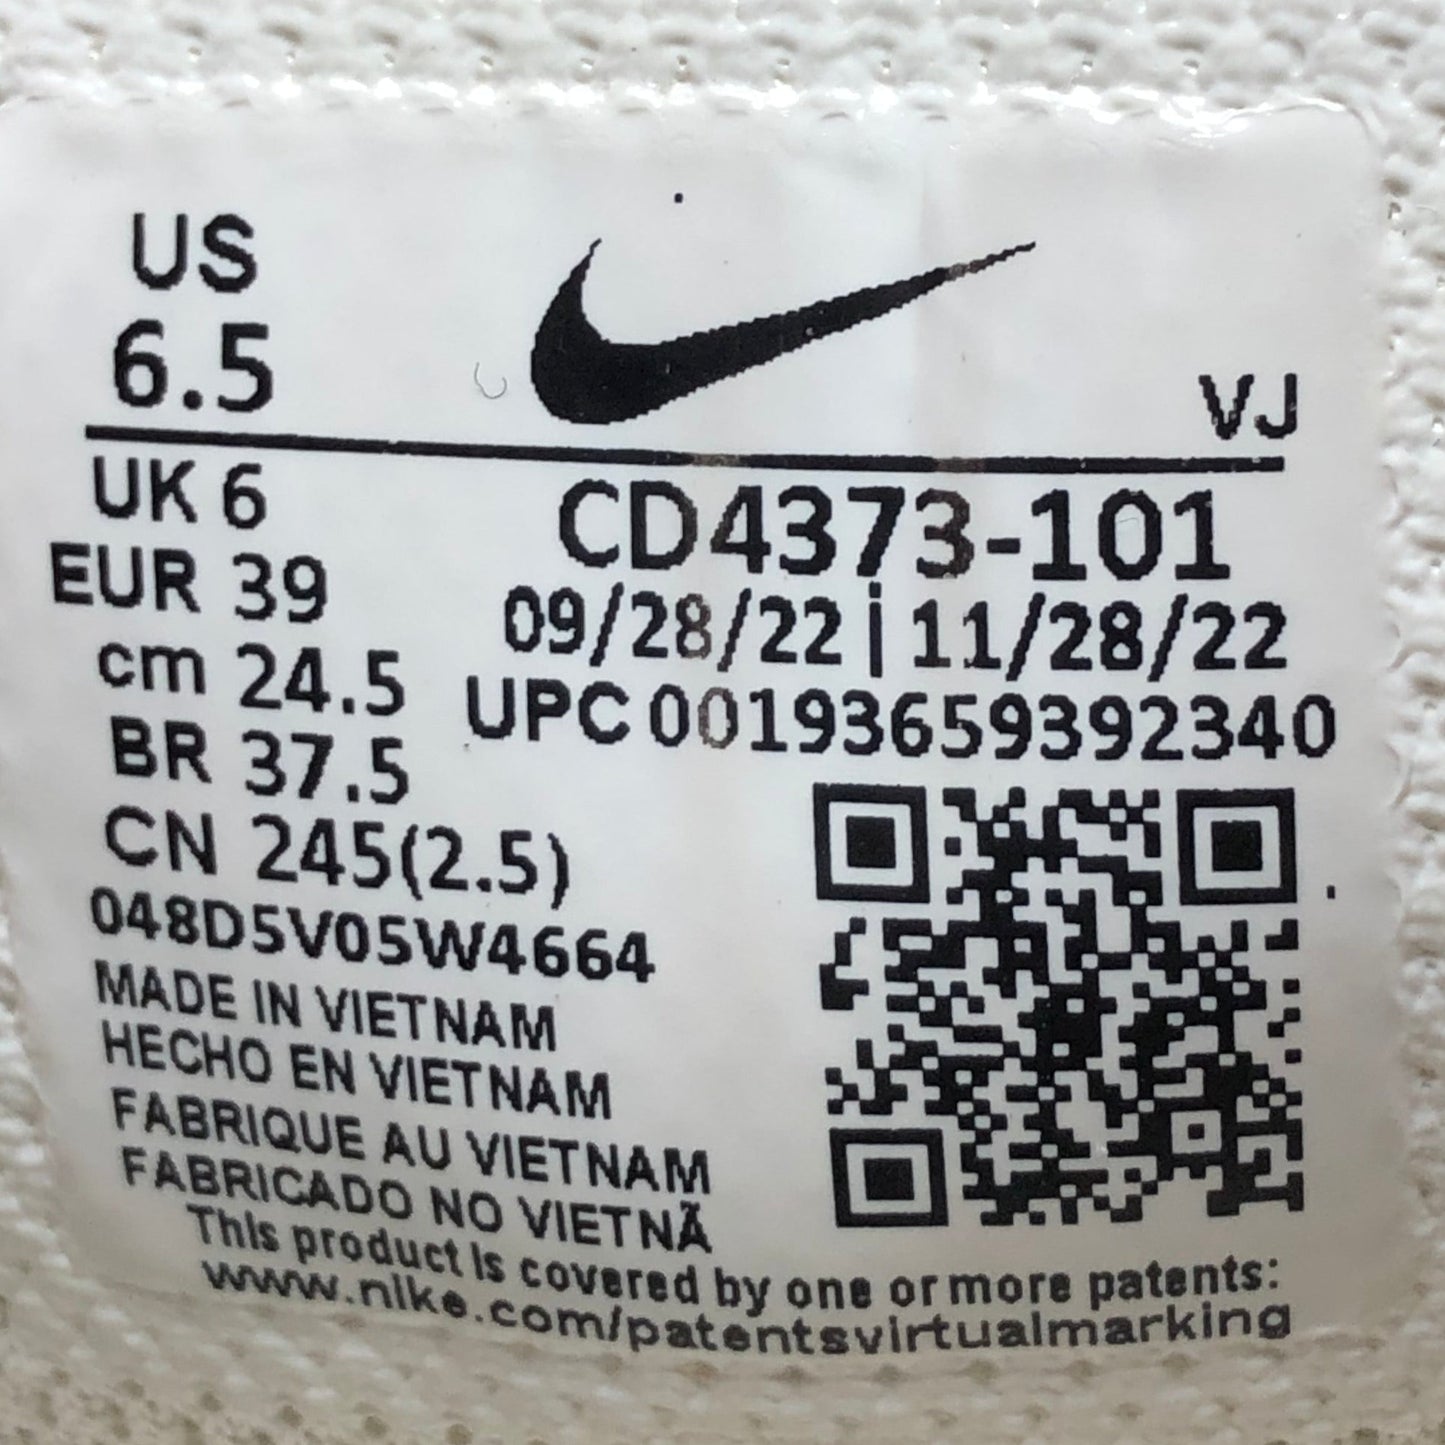 US
6.5
VJ
UK 6
EUR 39
cm 24.5
BR 37.5
CN 245(2.5)
CD4373-101
09/28/22 | 11/28/22
UPC 00193659392340
048D5V05W4664
MADE IN VIETNAM
HECHO EN VIETNAM
FABRIQUE AU VIETNAM
FABRICADO NO VIETNÃ
This product is covered by one or more patents:
www.nike.com/patentsvirtualmarking